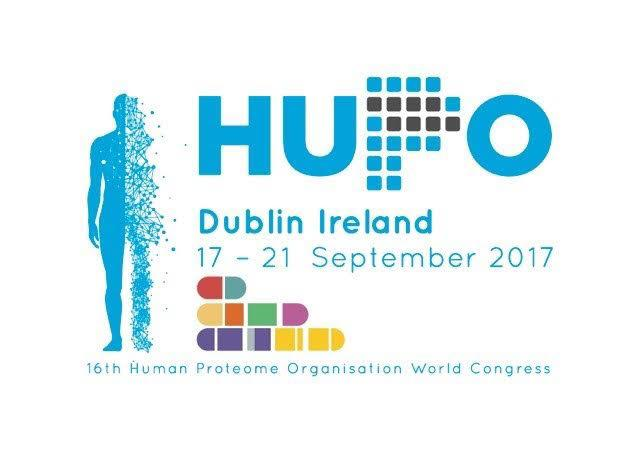 HUPO
Dublin Ireland
17 – 21 September 2017
16th Human Proteome Organisation World Congress